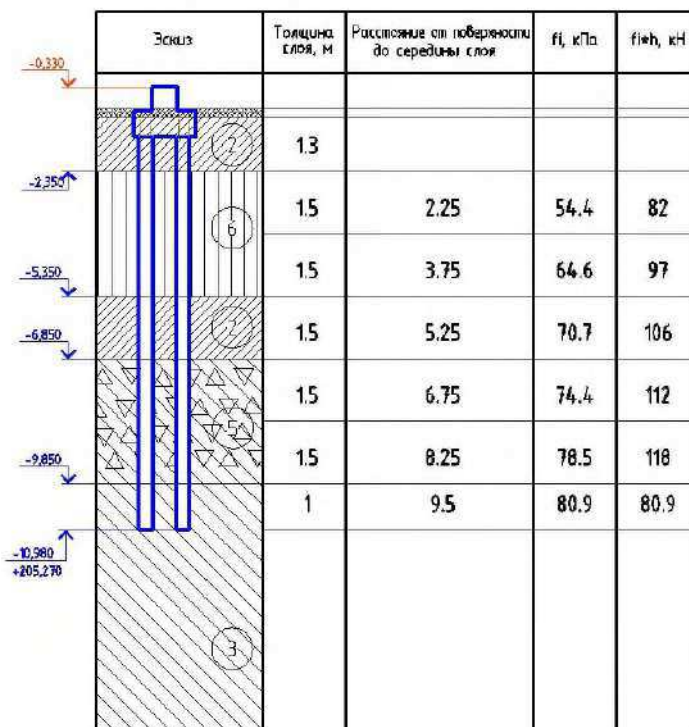 Эскиз
Толщина слоя, м
Расстояние от поверхности до середины слоя
fi, кПа
fi*h, кН
-0,330
2
1.3
-2,350
6
1.5 2.25 54.4 82
1.5 3.75 64.6 97
-5,350
2
1.5 5.25 70.7 106
-6,850
5
1.5 6.75 74.4 112
1.5 8.25 78.5 118
-9,850
1 9.5 80.9 80.9
-10,980
+205,270
3